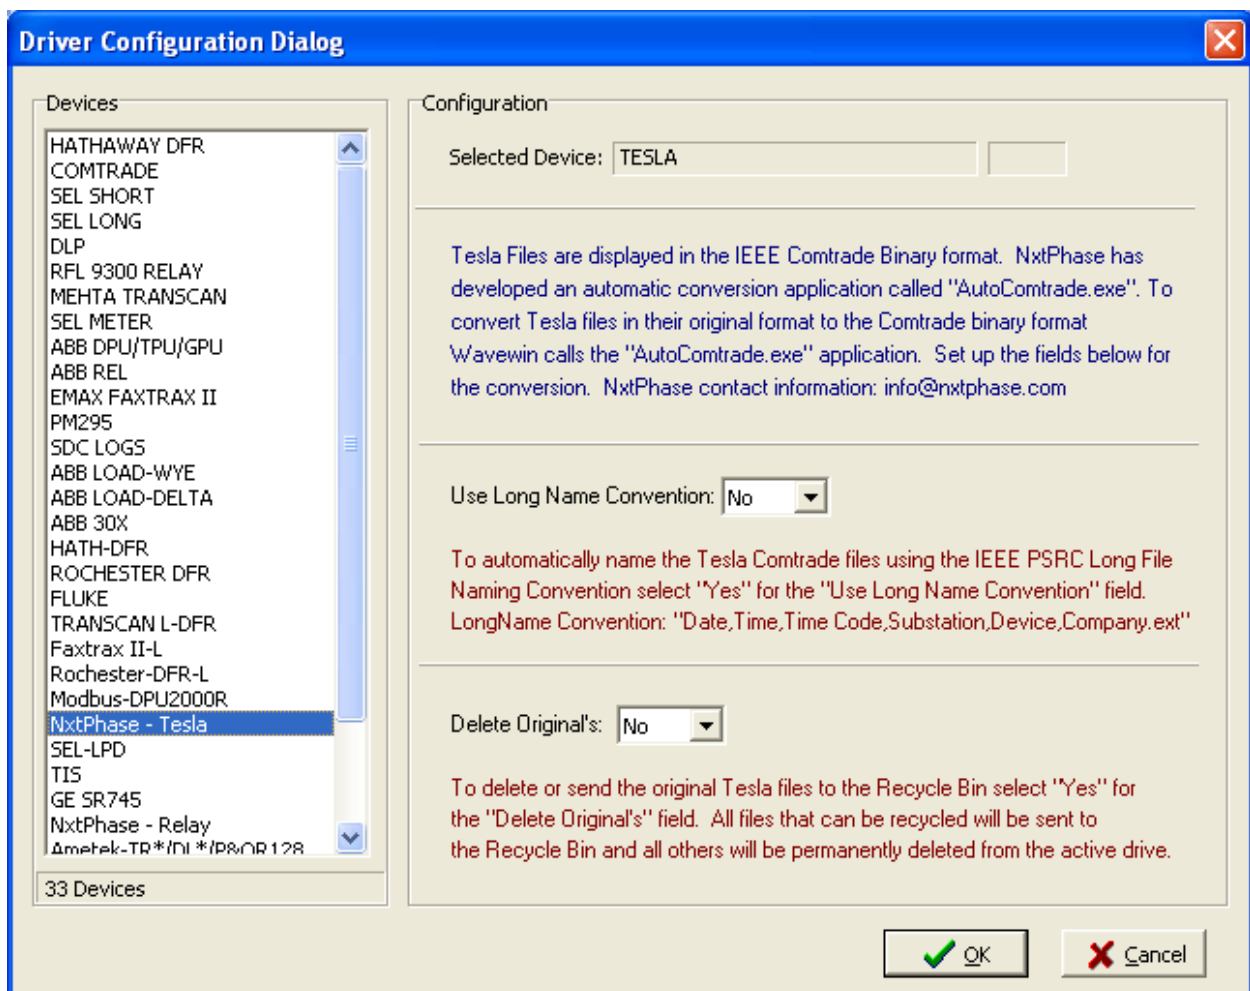 Driver Configuration Dialog
Devices
HATHAWAY DFR
COMTRADE
SEL SHORT
SEL LONG
DLP
RFL 9300 RELAY
MEHTA TRANSCAN
SEL METER
ABB DPU/TPU/GPU
ABB REL
EMAX FAXTRAX II
PM295
SDC LOGS
ABB LOAD-WYE
ABB LOAD-DELTA
ABB 30X
HATH-DFR
ROCHESTER DFR
FLUKE
TRANSCAN L-DFR
Faxtrax II-L
Rochester-DFR-L
Modbus-DPU2000R
NxtPhase - Tesla
SEL-LPD
TIS
GE SR745
NxtPhase - Relay
Ametek-TR*/DL*/P&QR128
33 Devices
Configuration
Selected Device: TESLA
Tesla Files are displayed in the IEEE Comtrade Binary format.  NxtPhase has
developed an automatic conversion application called "AutoComtrade.exe". To
convert Tesla files in their original format to the Comtrade binary format
Wavewin calls the "AutoComtrade.exe" application.  Set up the fields below for
the conversion.  NxtPhase contact information: info@nxtphase.com
Use Long Name Convention: No
To automatically name the Tesla Comtrade files using the IEEE PSRC Long File
Naming Convention select "Yes" for the "Use Long Name Convention" field.
LongName Convention: "Date,Time,Time Code,Substation,Device,Company.ext"
Delete Original's: No
To delete or send the original Tesla files to the Recycle Bin select "Yes" for
the "Delete Original's" field.  All files that can be recycled will be sent to
the Recycle Bin and all others will be permanently deleted from the active drive.
OK
Cancel